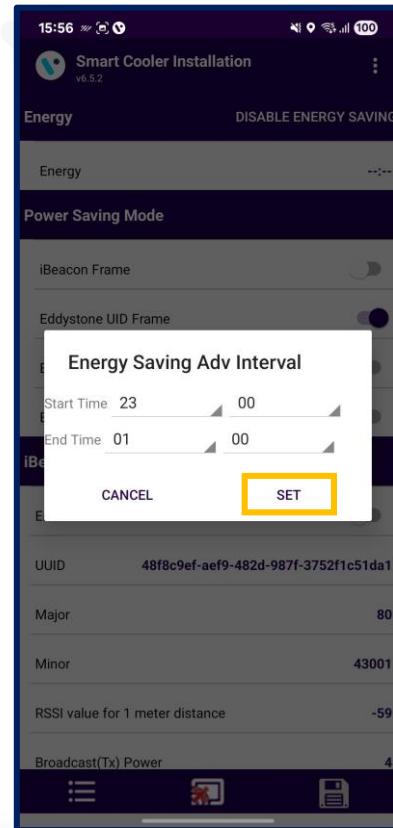 15:56 100
Smart Cooler Installation
v6.5.2
Energy DISABLE ENERGY SAVING
Energy --:--
Power Saving Mode
iBeacon Frame
Eddystone UID Frame
Energy Saving Adv Interval
Start Time 23 00
End Time 01 00
CANCEL SET
UUID 48f8c9ef-aef9-482d-987f-3752f1c51da1
Major 80
Minor 43001
RSSI value for 1 meter distance -59
Broadcast(Tx) Power 4